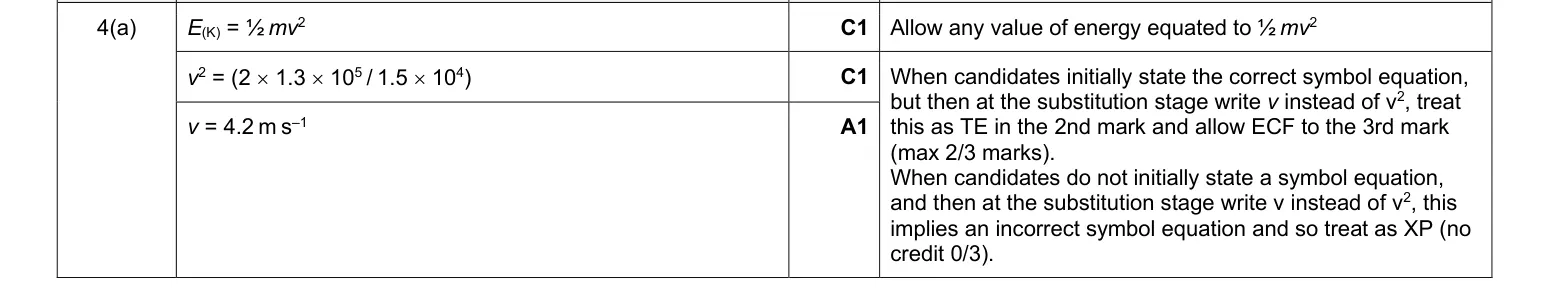 4(a) E(K) = ½ mv² C1 Allow any value of energy equated to ½ mv²
v² = (2 × 1.3 × 10⁵ / 1.5 × 10⁴) C1 When candidates initially state the correct symbol equation,
but then at the substitution stage write v instead of v², treat
v = 4.2 m s⁻¹ A1 this as TE in the 2nd mark and allow ECF to the 3rd mark
(max 2/3 marks).
When candidates do not initially state a symbol equation,
and then at the substitution stage write v instead of v², this
implies an incorrect symbol equation and so treat as XP (no
credit 0/3).